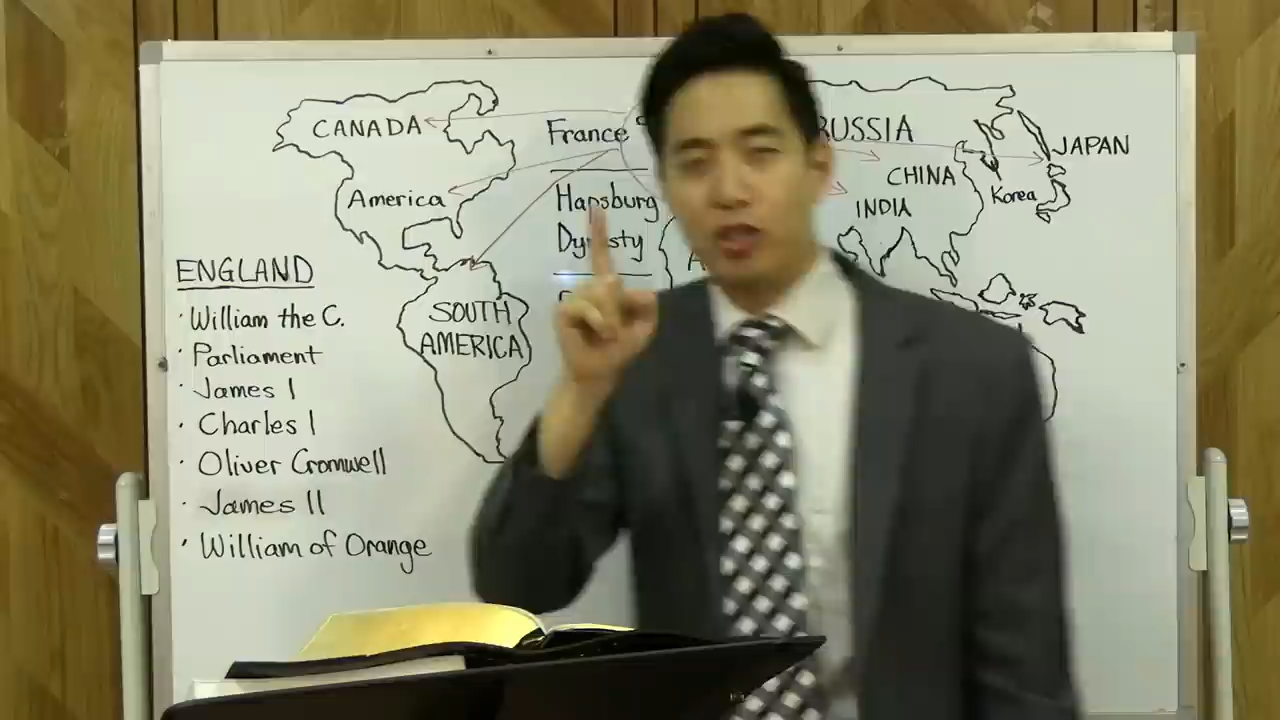 CANADA
France
RUSSIA
JAPAN
CHINA
Korea
America
Hapsburg
Dynasty
INDIA
ENGLAND
· William the C.
· Parliament
· James I
· Charles I
· Oliver Cromwell
· James II
· William of Orange
SOUTH
AMERICA